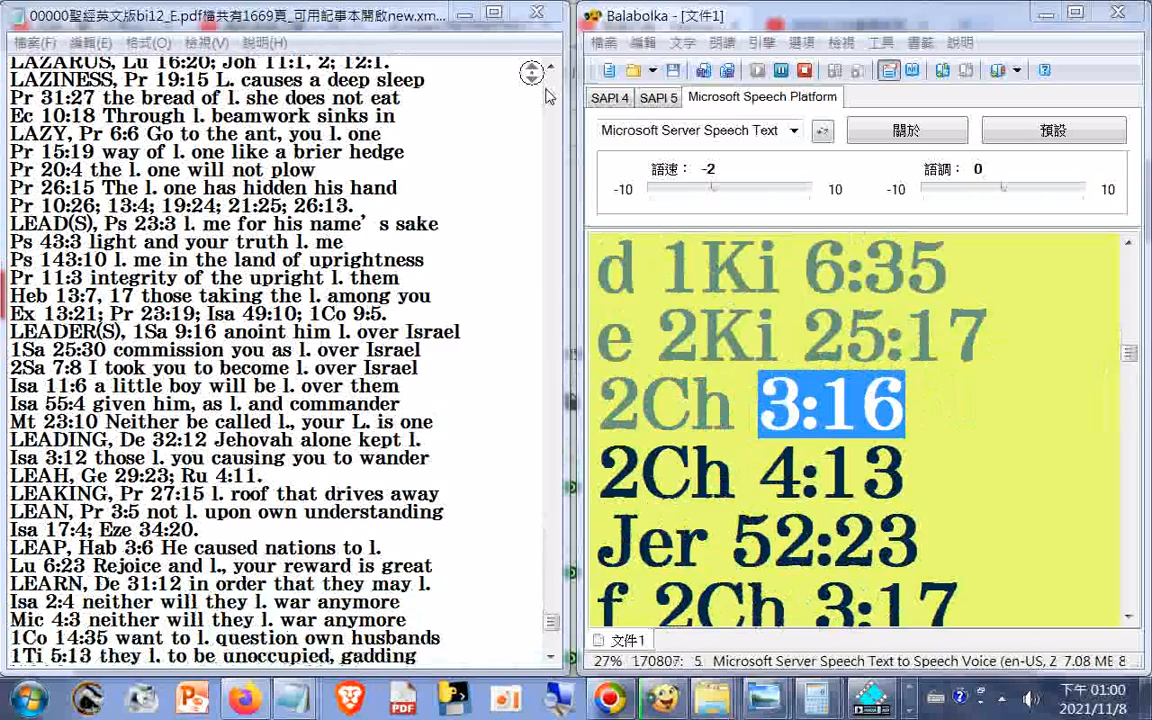 00000聖經英文版bi12_E.pdf檔共有1669頁_可用記事本開啟new.xm...
檔案(F) 編輯(E) 格式(O) 檢視(V) 說明(H)
LAZARUS, Lu 16:20; Joh 11:1, 2; 12:1.
LAZINESS, Pr 19:15 L. causes a deep sleep
Pr 31:27 the bread of l. she does not eat
Ec 10:18 Through l. beamwork sinks in
LAZY, Pr 6:6 Go to the ant, you l. one
Pr 15:19 way of l. one like a brier hedge
Pr 20:4 the l. one will not plow
Pr 26:15 The l. one has hidden his hand
Pr 10:26; 13:4; 19:24; 21:25; 26:13.
LEAD(S), Ps 23:3 l. me for his name’s sake
Ps 43:3 light and your truth l. me
Ps 143:10 l. me in the land of uprightness
Pr 11:3 integrity of the upright l. them
Heb 13:7, 17 those taking the l. among you
Ex 13:21; Pr 23:19; Isa 49:10; 1Co 9:5.
LEADER(S), 1Sa 9:16 anoint him l. over Israel
1Sa 25:30 commission you as l. over Israel
2Sa 7:8 I took you to become l. over Israel
Isa 11:6 a little boy will be l. over them
Isa 55:4 given him, as l. and commander
Mt 23:10 Neither be called l., your L. is one
LEADING, De 32:12 Jehovah alone kept l.
Isa 3:12 those l. you causing you to wander
LEAH, Ge 29:23; Ru 4:11.
LEAKING, Pr 27:15 l. roof that drives away
LEAN, Pr 3:5 not l. upon own understanding
Isa 17:4; Eze 34:20.
LEAP, Hab 3:6 He caused nations to l.
Lu 6:23 Rejoice and l., your reward is great
LEARN, De 31:12 in order that they may l.
Isa 2:4 neither will they l. war anymore
Mic 4:3 neither will they l. war anymore
1Co 14:35 want to l. question own husbands
1Ti 5:13 they l. to be unoccupied, gadding
Balabolka - [文件1]
檔案 編輯 文字 朗讀 引擎 選項 檢視 工具 書籤 說明
SAPI 4 SAPI 5 Microsoft Speech Platform
Microsoft Server Speech Text 關於 預設
語速: -2 語調: 0
-10 10 -10 10
d 1Ki 6:35
e 2Ki 25:17
2Ch 3:16
2Ch 4:13
Jer 52:23
f 2Ch 3:17
文件1
27% 170807: 5 Microsoft Server Speech Text to Speech Voice (en-US, Z 7.08 MB 8
PDF
下午 01:00
2021/11/8